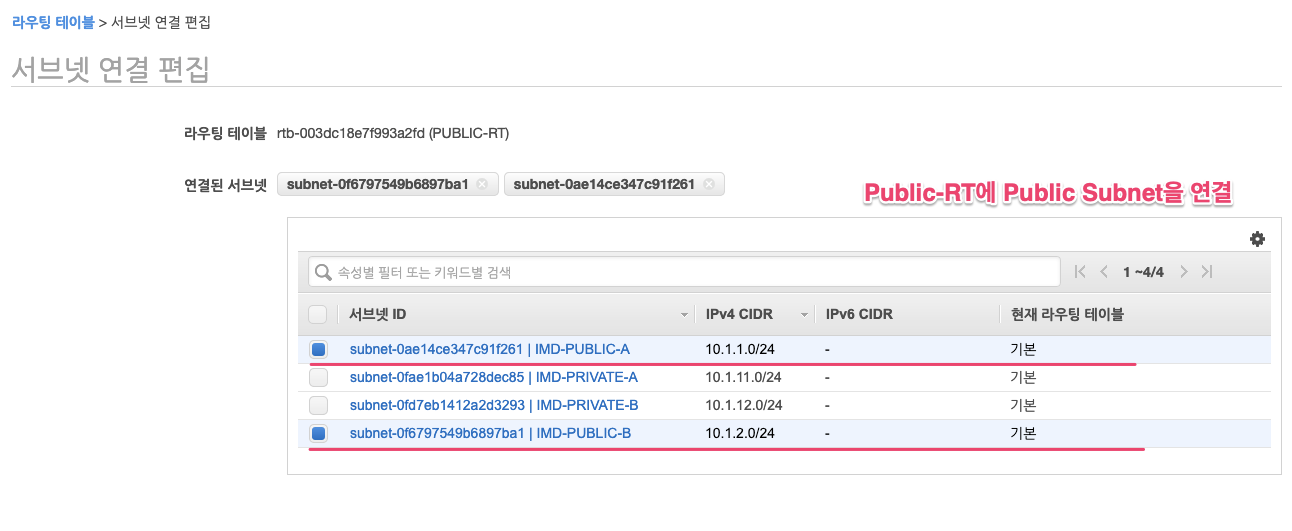 라우팅 테이블 > 서브넷 연결 편집
서브넷 연결 편집
라우팅 테이블 rtb-003dc18e7f993a2fd (PUBLIC-RT)
연결된 서브넷 subnet-0f6797549b6897ba1 subnet-0ae14ce347c91f261
Public-RT에 Public Subnet을 연결
속성별 필터 또는 키워드별 검색 1 ~4/4
서브넷 ID IPv4 CIDR IPv6 CIDR 현재 라우팅 테이블
subnet-0ae14ce347c91f261 | IMD-PUBLIC-A 10.1.1.0/24 - 기본
subnet-0fae1b04a728dec85 | IMD-PRIVATE-A 10.1.11.0/24 - 기본
subnet-0fd7eb1412a2d3293 | IMD-PRIVATE-B 10.1.12.0/24 - 기본
subnet-0f6797549b6897ba1 | IMD-PUBLIC-B 10.1.2.0/24 - 기본